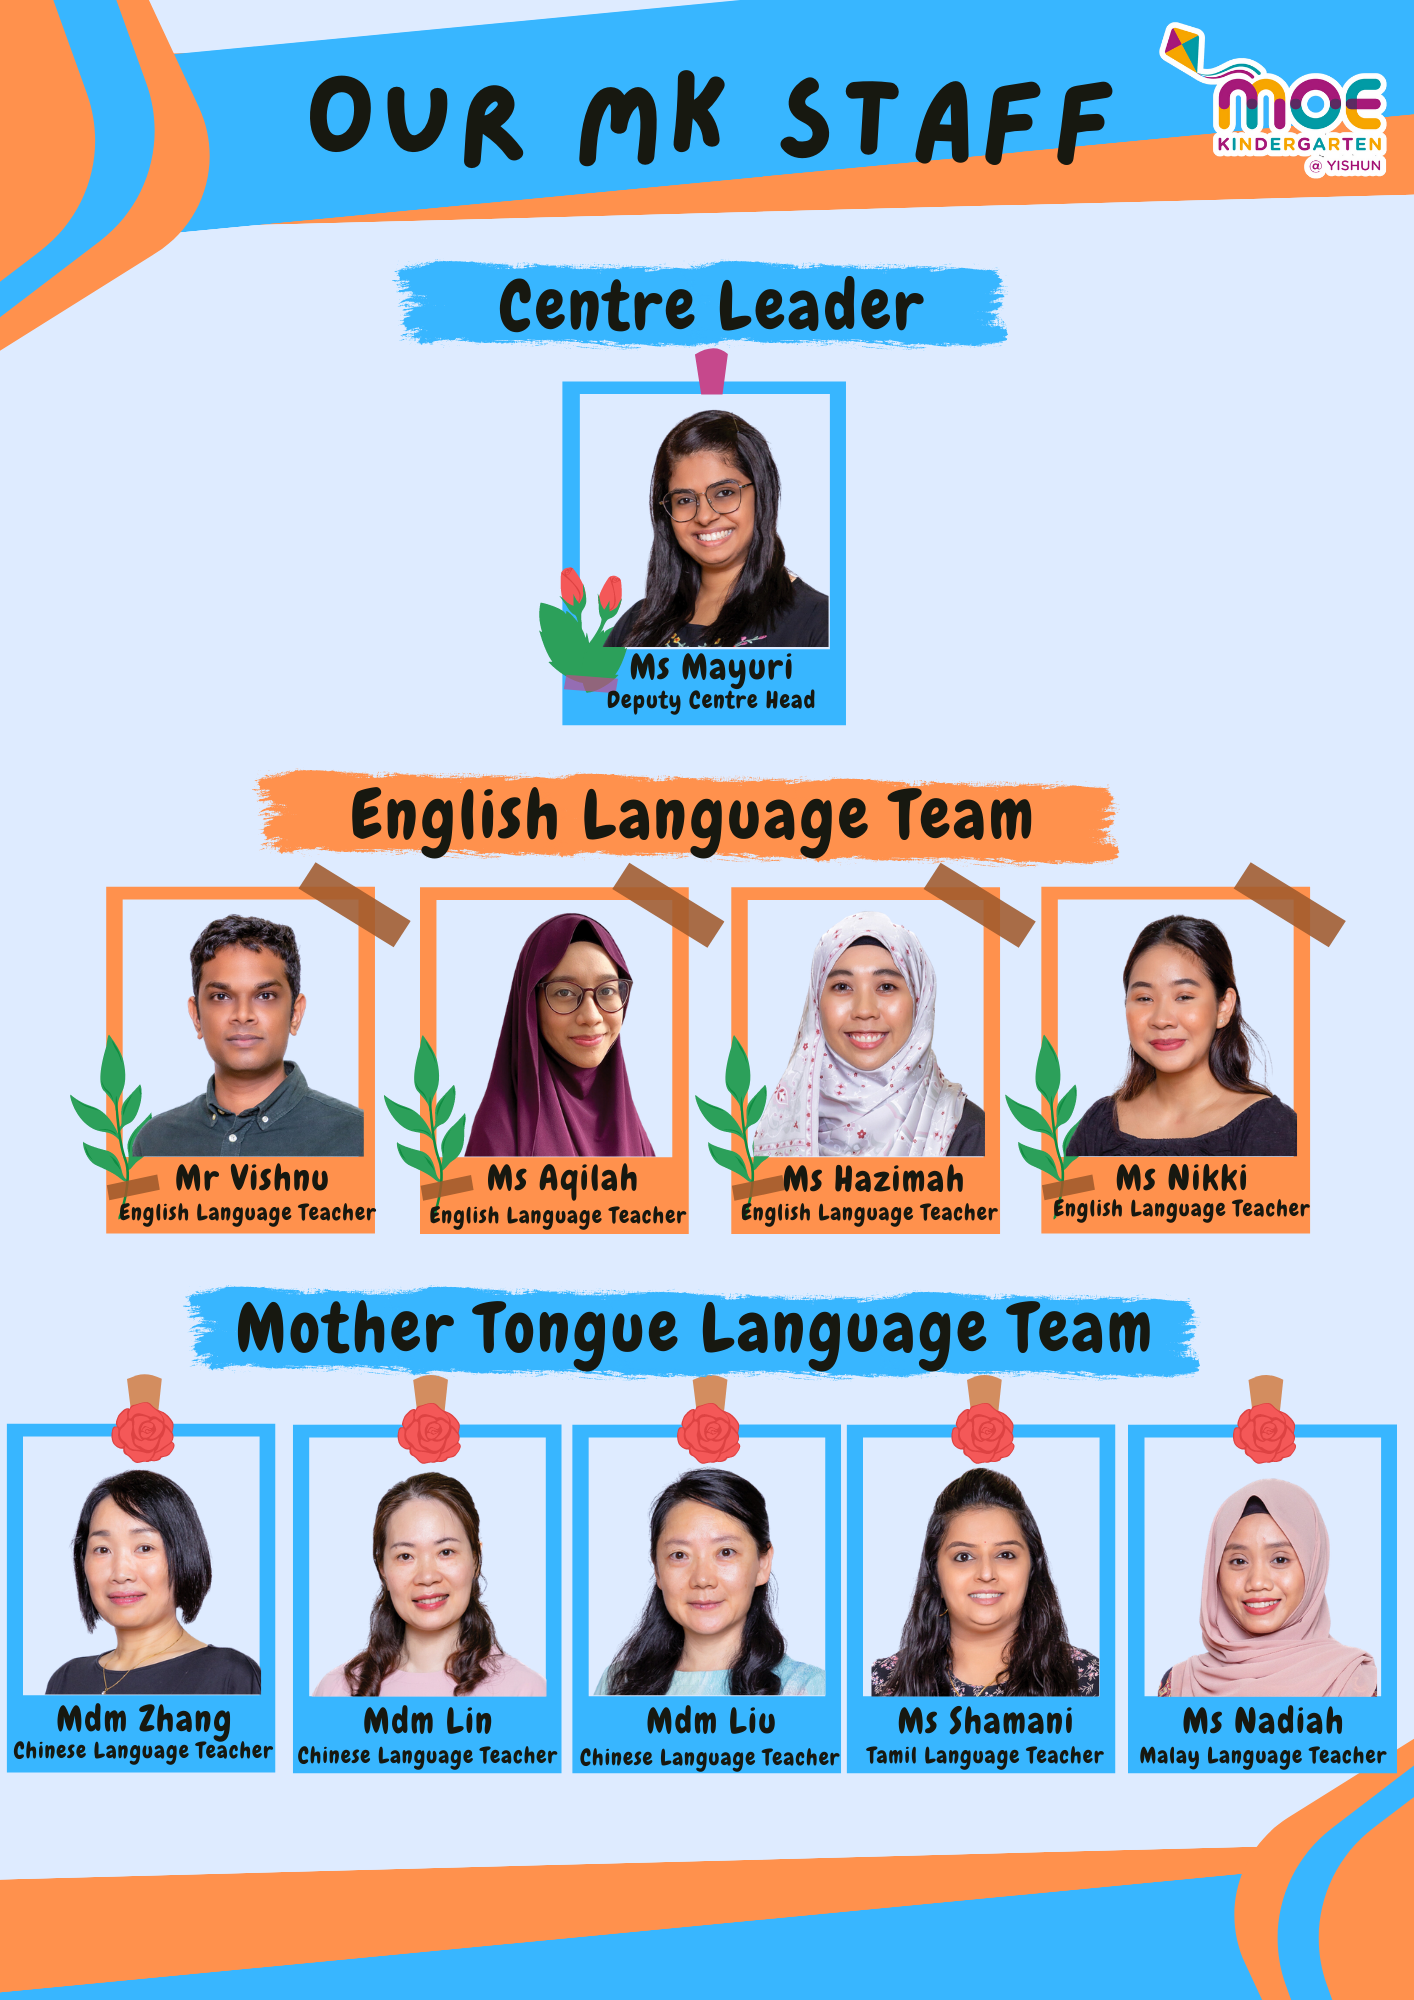 OUR MK STAFF
MOE
KINDERGARTEN
@ YISHUN
Centre Leader
Ms Mayuri
Deputy Centre Head
English Language Team
Mr Vishnu
English Language Teacher
Ms Aqilah
English Language Teacher
Ms Hazimah
English Language Teacher
Ms Nikki
English Language Teacher
Mother Tongue Language Team
Mdm Zhang
Chinese Language Teacher
Mdm Lin
Chinese Language Teacher
Mdm Liu
Chinese Language Teacher
Ms Shamani
Tamil Language Teacher
Ms Nadiah
Malay Language Teacher